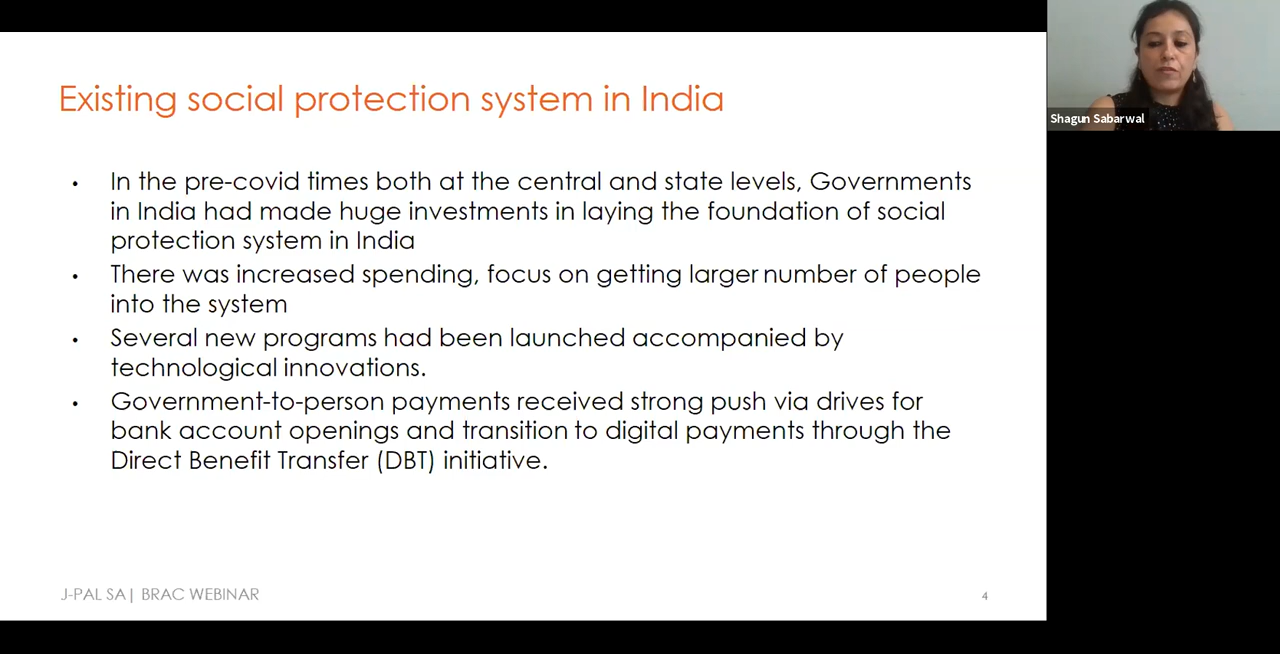 Existing social protection system in India
• In the pre-covid times both at the central and state levels, Governments
in India had made huge investments in laying the foundation of social
protection system in India
• There was increased spending, focus on getting larger number of people
into the system
• Several new programs had been launched accompanied by
technological innovations.
• Government-to-person payments received strong push via drives for
bank account openings and transition to digital payments through the
Direct Benefit Transfer (DBT) initiative.
J-PAL SA| BRAC WEBINAR
4
Shagun Sabarwal